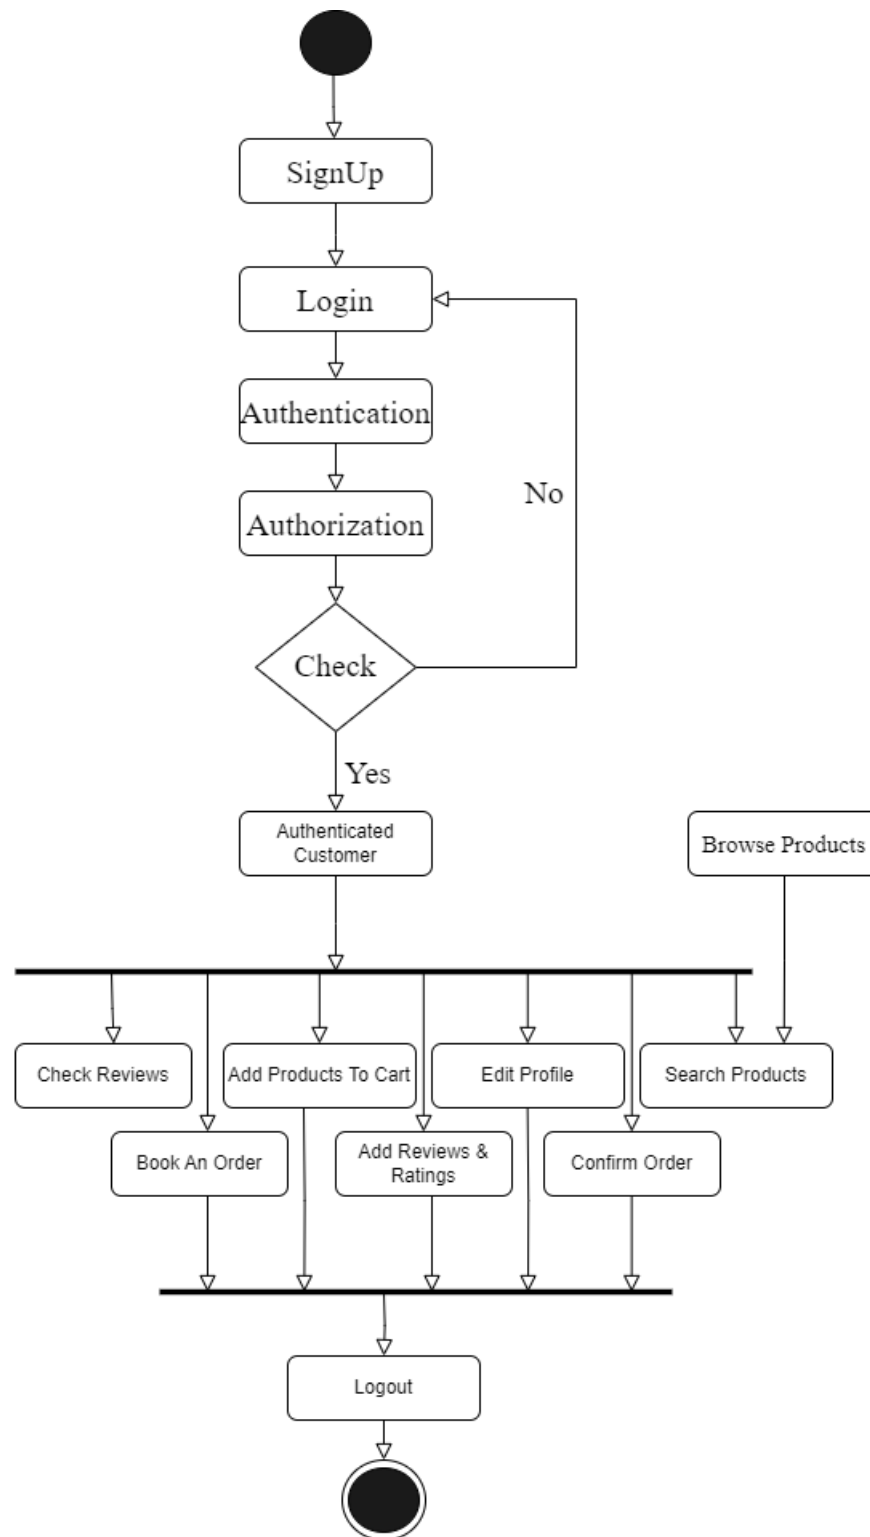 SignUp
Login
Authentication
Authorization
No
Check
Yes
Authenticated
Customer
Browse Products
Check Reviews
Add Products To Cart
Edit Profile
Search Products
Book An Order
Add Reviews &
Ratings
Confirm Order
Logout